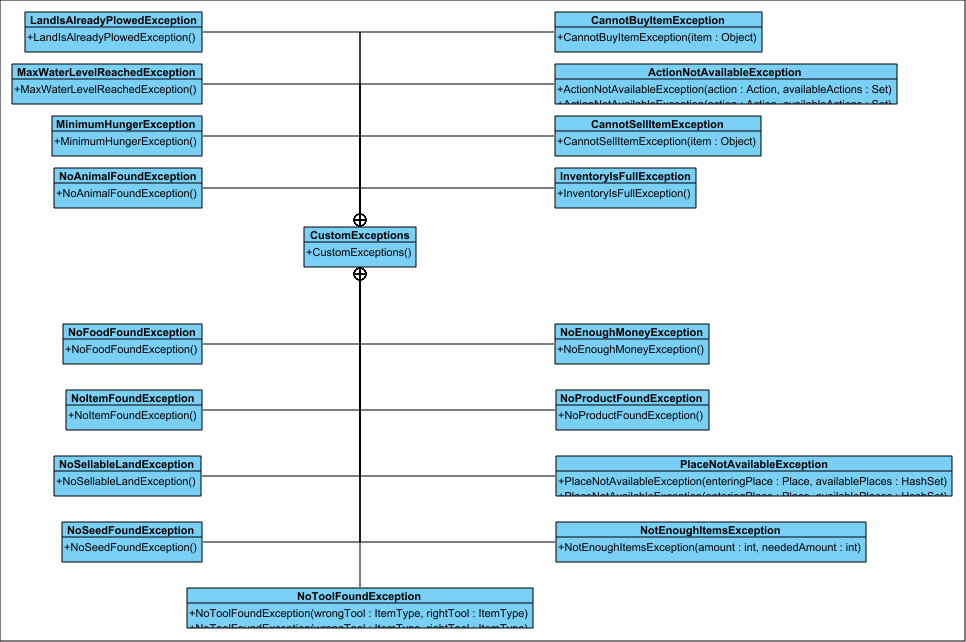 LandIsAlreadyPlowedException
+LandIsAlreadyPlowedException()
CannotBuyItemException
+CannotBuyItemException(item : Object)
MaxWaterLevelReachedException
+MaxWaterLevelReachedException()
ActionNotAvailableException
+ActionNotAvailableException(action : Action, availableActions : Set)
+ActionNotAvailableException(action : Action, availableActions : Set)
MinimumHungerException
+MinimumHungerException()
CannotSellItemException
+CannotSellItemException(item : Object)
NoAnimalFoundException
+NoAnimalFoundException()
InventoryIsFullException
+InventoryIsFullException()
CustomExceptions
+CustomExceptions()
NoFoodFoundException
+NoFoodFoundException()
NoEnoughMoneyException
+NoEnoughMoneyException()
NoItemFoundException
+NoItemFoundException()
NoProductFoundException
+NoProductFoundException()
NoSellableLandException
+NoSellableLandException()
PlaceNotAvailableException
+PlaceNotAvailableException(enteringPlace : Place, availablePlaces : HashSet)
+PlaceNotAvailableException(enteringPlace : Place, availablePlaces : HashSet)
NoSeedFoundException
+NoSeedFoundException()
NotEnoughItemsException
+NotEnoughItemsException(amount : int, neededAmount : int)
NoToolFoundException
+NoToolFoundException(wrongTool : ItemType, rightTool : ItemType)
+NoToolFoundException(wrongTool : ItemType, rightTool : ItemType)